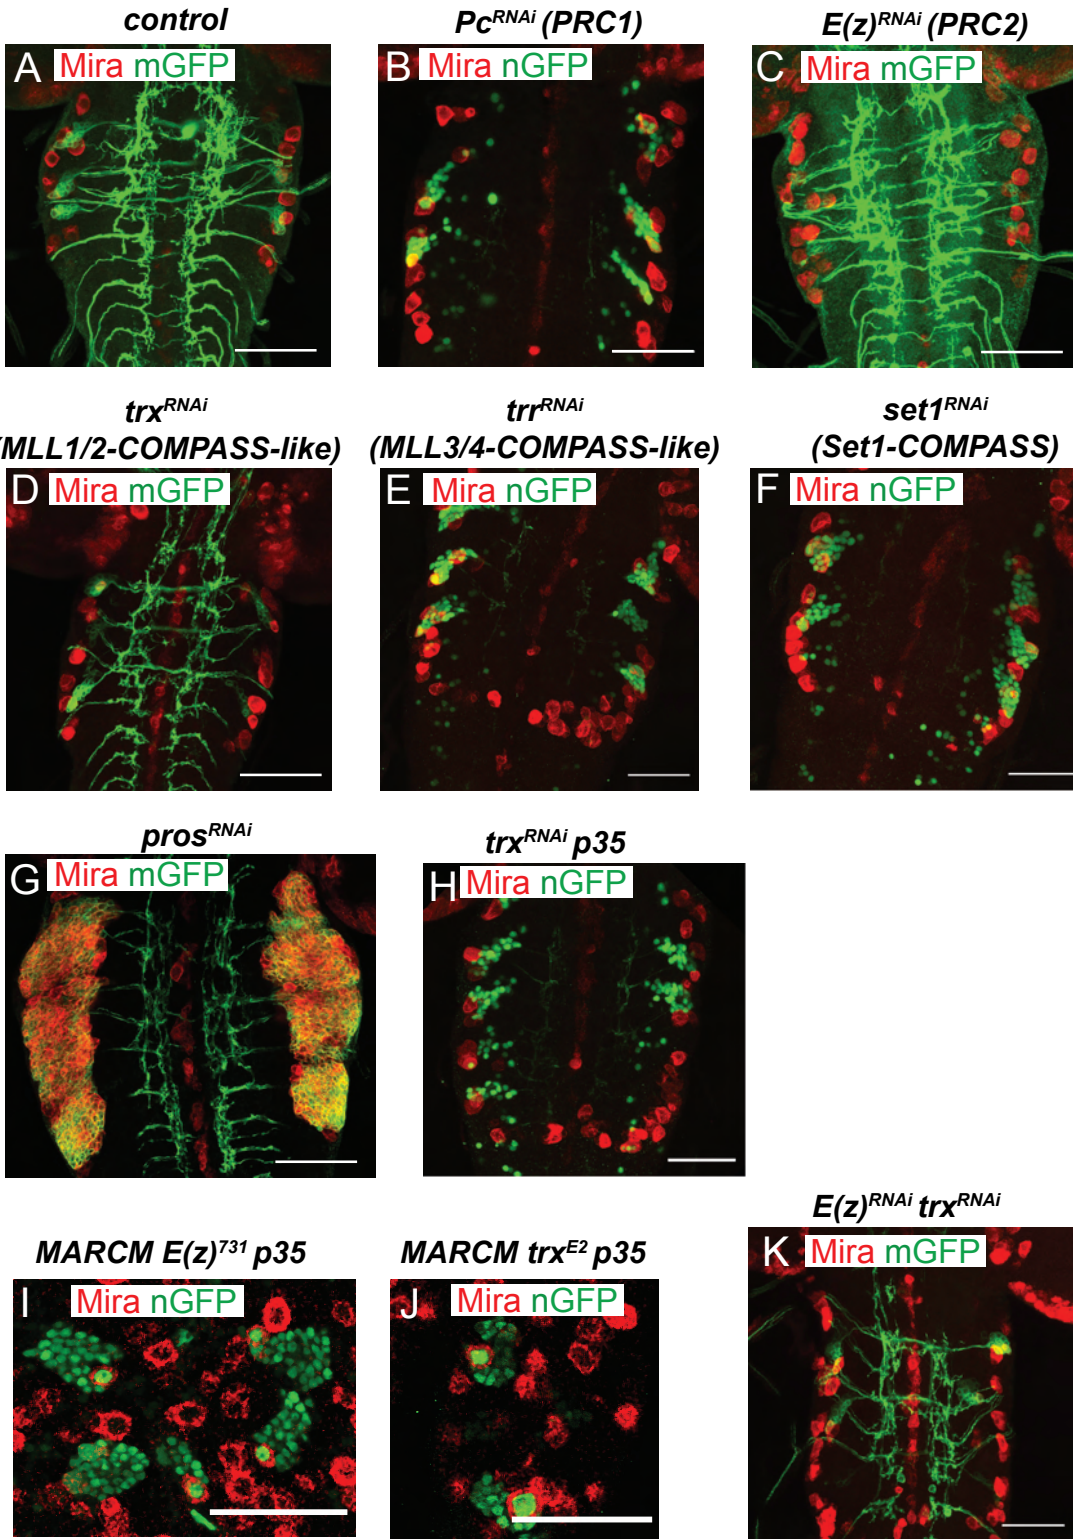 control
Pc^RNAi (PRC1)
E(z)^RNAi (PRC2)
A Mira mGFP
B Mira nGFP
C Mira mGFP
trx^RNAi
(MLL1/2-COMPASS-like)
trr^RNAi
(MLL3/4-COMPASS-like)
set1^RNAi
(Set1-COMPASS)
D Mira mGFP
E Mira nGFP
F Mira nGFP
pros^RNAi
trx^RNAi p35
G Mira mGFP
H Mira nGFP
MARCM E(z)^731 p35
MARCM trx^E2 p35
E(z)^RNAi trx^RNAi
I Mira nGFP
J Mira nGFP
K Mira mGFP